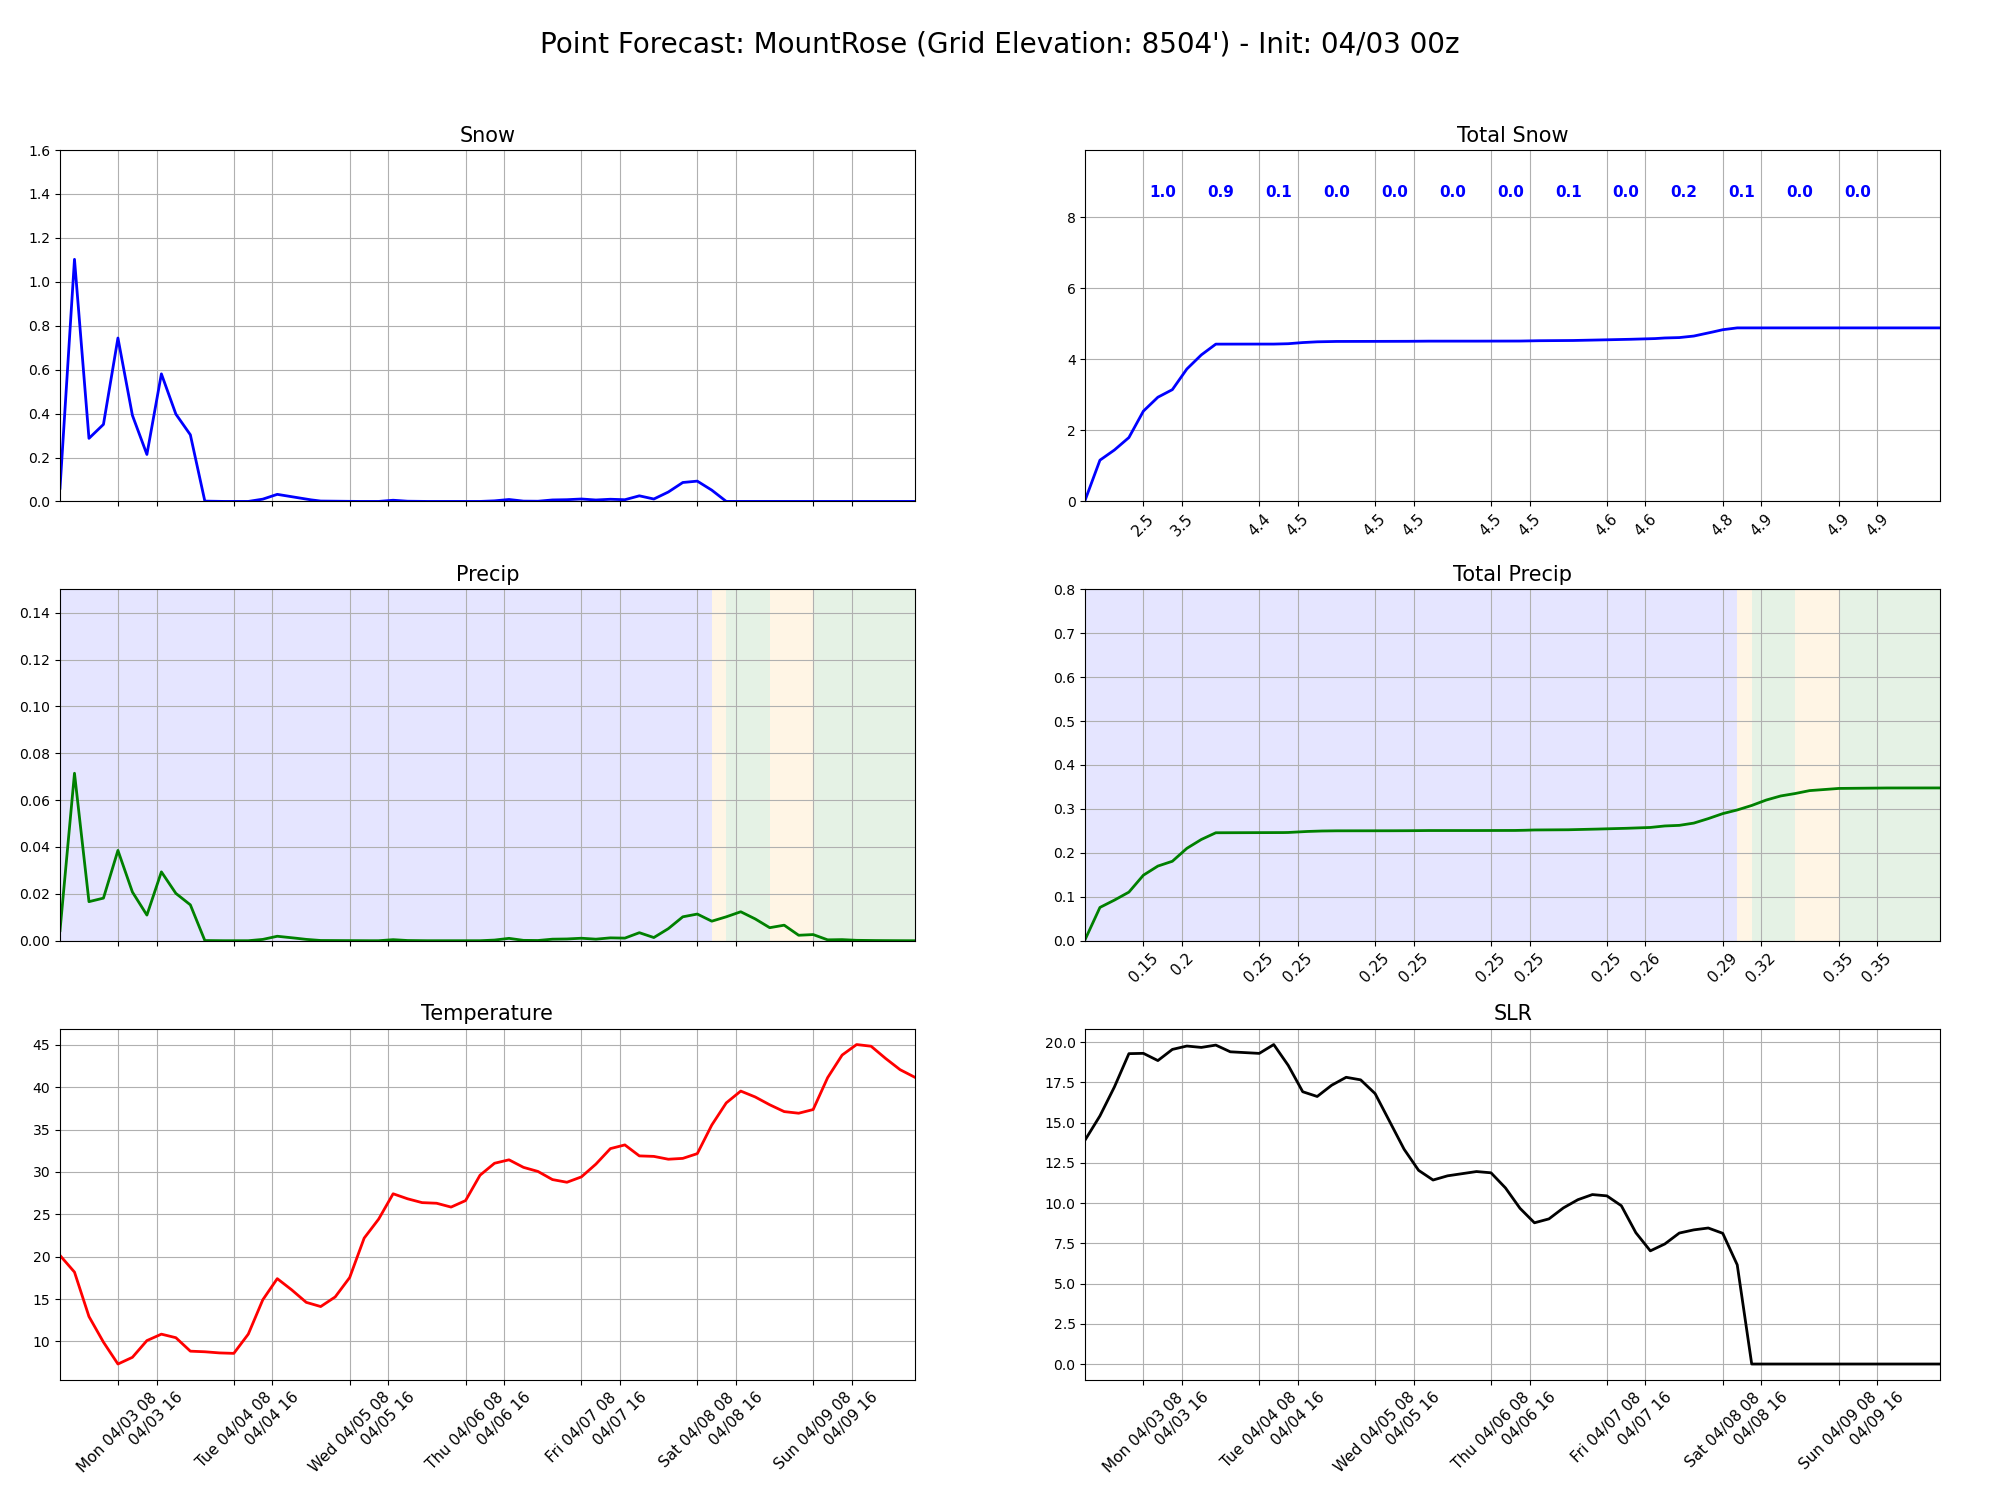 Point Forecast: MountRose (Grid Elevation: 8504') - Init: 04/03 00z
Snow
1.6
1.4
1.2
1.0
0.8
0.6
0.4
0.2
0.0
Total Snow
1.0 0.9 0.1 0.0 0.0 0.0 0.0 0.1 0.0 0.2 0.1 0.0 0.0
8
6
4
2
0
2.5 3.5 4.4 4.5 4.5 4.5 4.5 4.5 4.6 4.6 4.8 4.9 4.9 4.9
Precip
0.14
0.12
0.10
0.08
0.06
0.04
0.02
0.00
Total Precip
0.8
0.7
0.6
0.5
0.4
0.3
0.2
0.1
0.0
0.15 0.2 0.25 0.25 0.25 0.25 0.25 0.25 0.25 0.26 0.29 0.32 0.35 0.35
Temperature
45
40
35
30
25
20
15
10
Mon 04/03 08
04/03 16
Tue 04/04 08
04/04 16
Wed 04/05 08
04/05 16
Thu 04/06 08
04/06 16
Fri 04/07 08
04/07 16
Sat 04/08 08
04/08 16
Sun 04/09 08
04/09 16
SLR
20.0
17.5
15.0
12.5
10.0
7.5
5.0
2.5
0.0
Mon 04/03 08
04/03 16
Tue 04/04 08
04/04 16
Wed 04/05 08
04/05 16
Thu 04/06 08
04/06 16
Fri 04/07 08
04/07 16
Sat 04/08 08
04/08 16
Sun 04/09 08
04/09 16